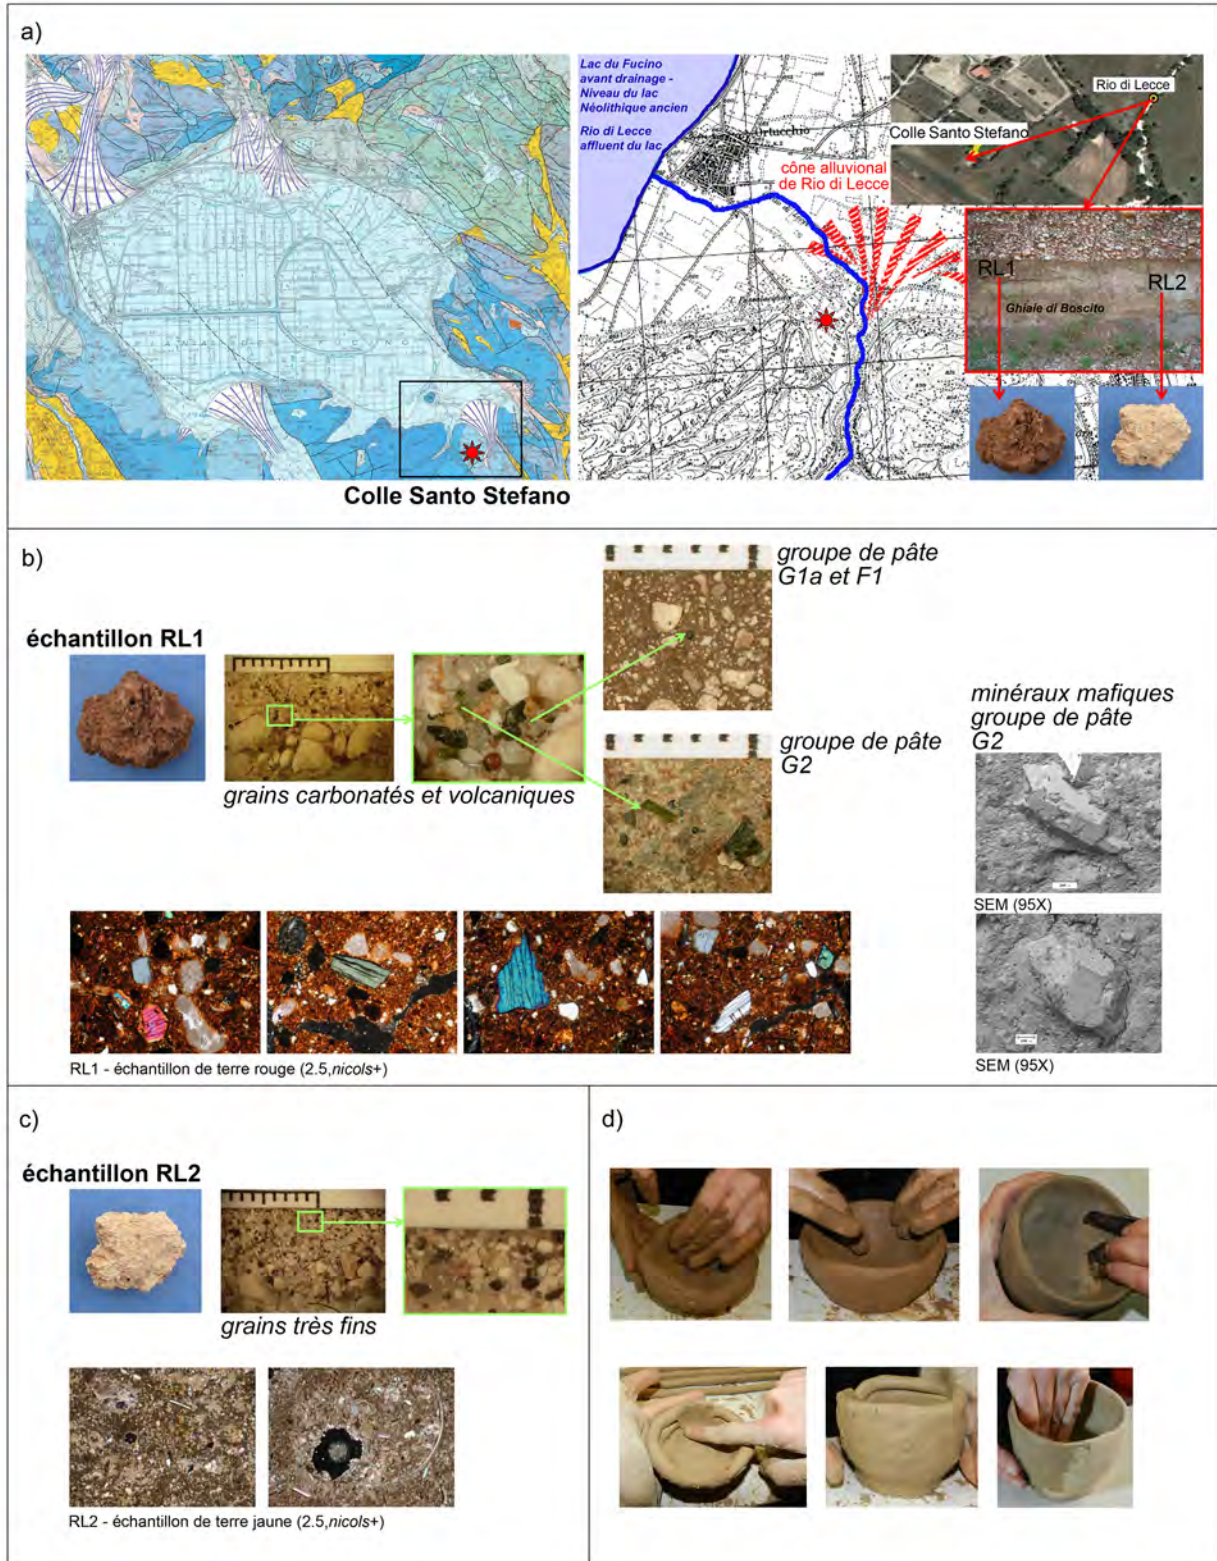 a)
Lac du Fucino
avant drainage -
Niveau du lac
Néolithique ancien
Rio di Lecce
affluent du lac
Ortucchio
cône alluvional
de Rio di Lecce
Rio di Lecce
Colle Santo Stefano
RL1
RL2
Ghiaie di Boscito
Colle Santo Stefano
b)
échantillon RL1
grains carbonatés et volcaniques
groupe de pâte
G1a et F1
groupe de pâte
G2
minéraux mafiques
groupe de pâte
G2
SEM (95X)
SEM (95X)
RL1 - échantillon de terre rouge (2.5,nicols+)
c)
échantillon RL2
grains très fins
RL2 - échantillon de terre jaune (2.5,nicols+)
d)